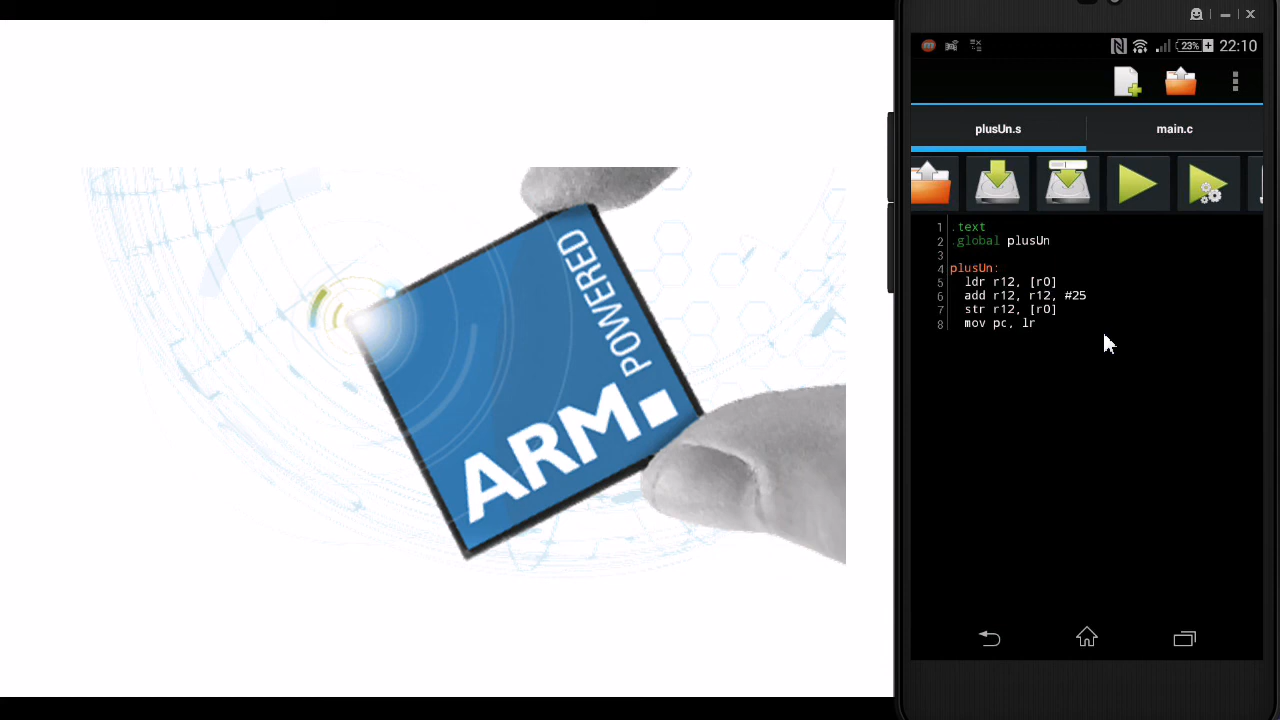 POWERED
ARM
23%
22:10
plusUn.s
main.c
1 .text
2 .global plusUn
3
4 plusUn:
5 ldr r12, [r0]
6 add r12, r12, #25
7 str r12, [r0]
8 mov pc, lr